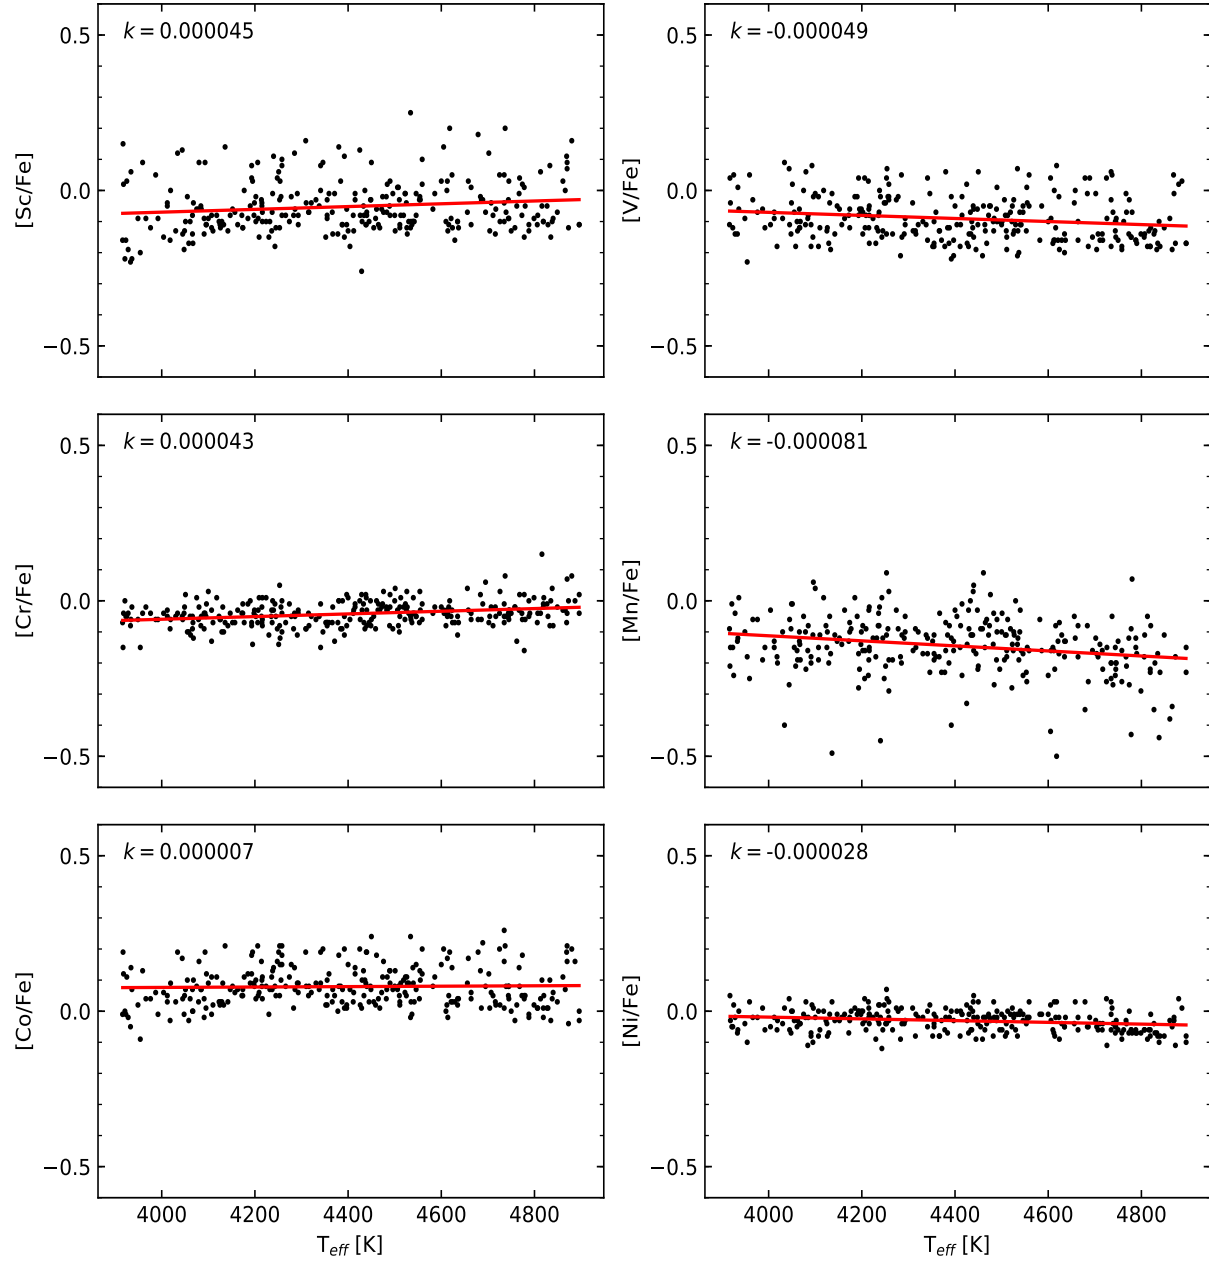 k = 0.000045
0.5
0.0
−0.5
[Sc/Fe]
k = -0.000049
0.5
0.0
−0.5
[V/Fe]
k = 0.000043
0.5
0.0
−0.5
[Cr/Fe]
k = -0.000081
0.5
0.0
−0.5
[Mn/Fe]
k = 0.000007
0.5
0.0
−0.5
[Co/Fe]
4000 4200 4400 4600 4800
Teff [K]
k = -0.000028
0.5
0.0
−0.5
[Ni/Fe]
4000 4200 4400 4600 4800
Teff [K]